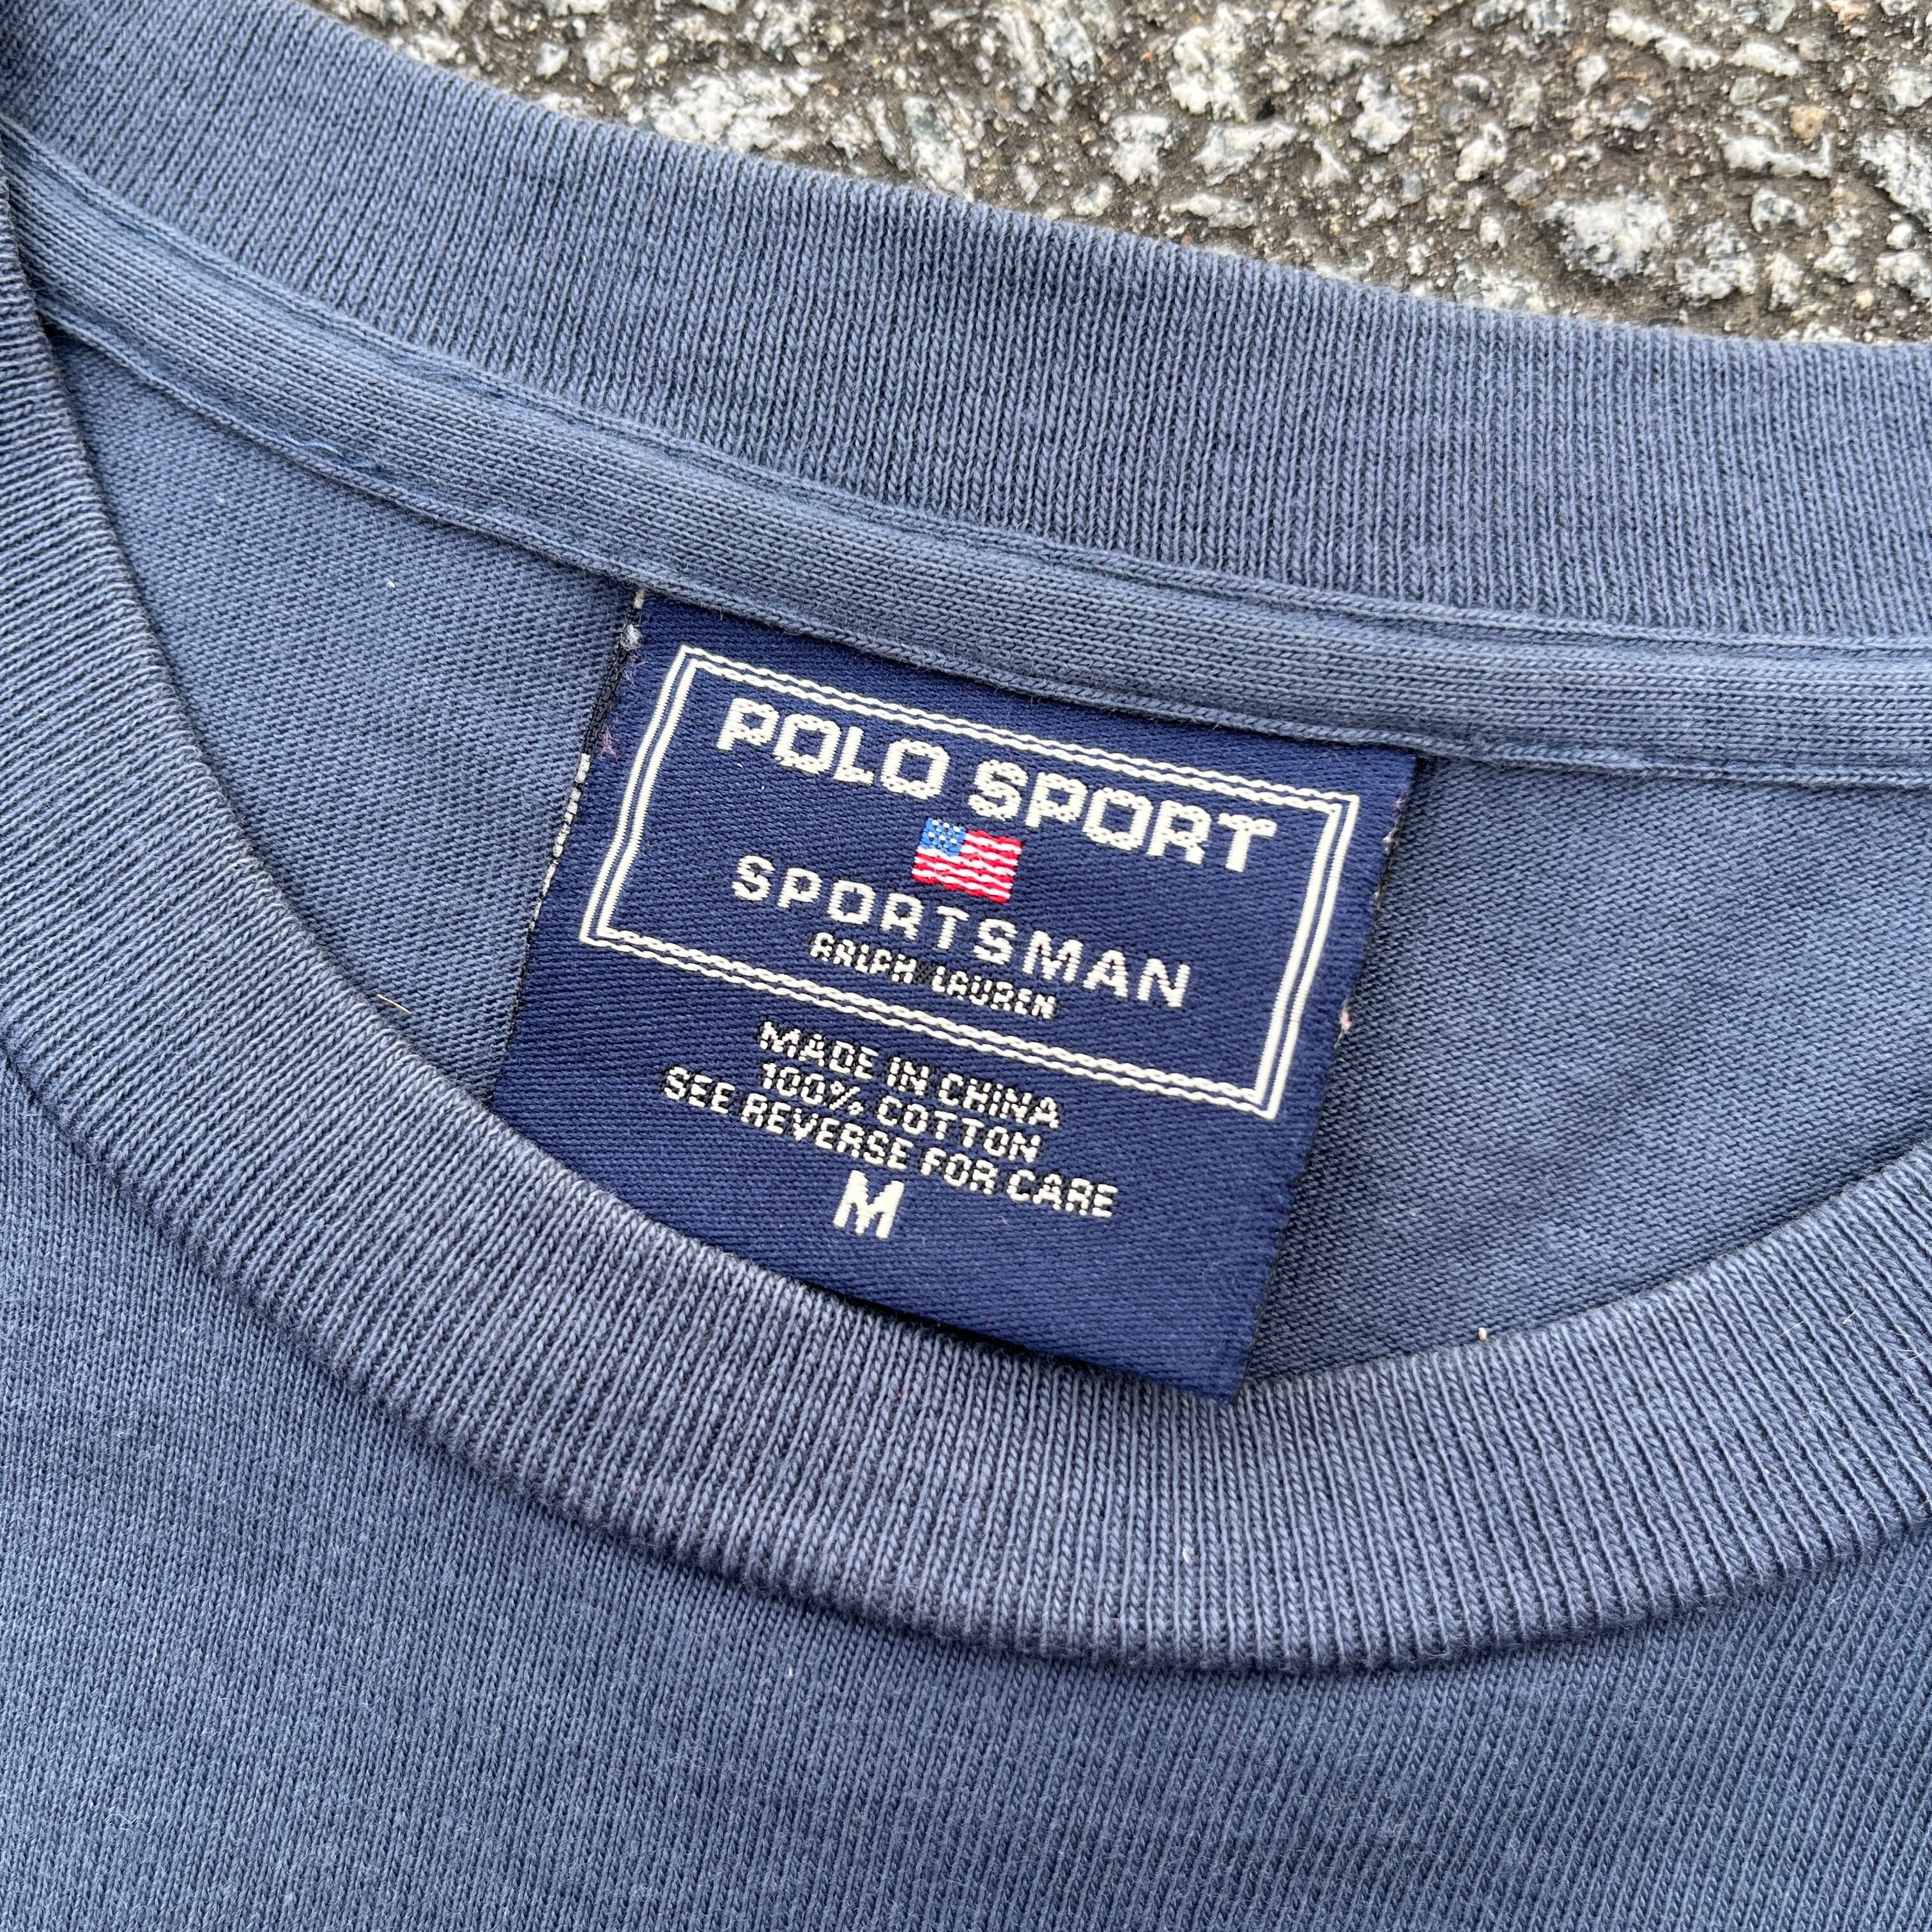 POLO SPORT
SPORTSMAN
RALPH LAUREN
MADE IN CHINA
100% COTTON
SEE REVERSE FOR CARE
M